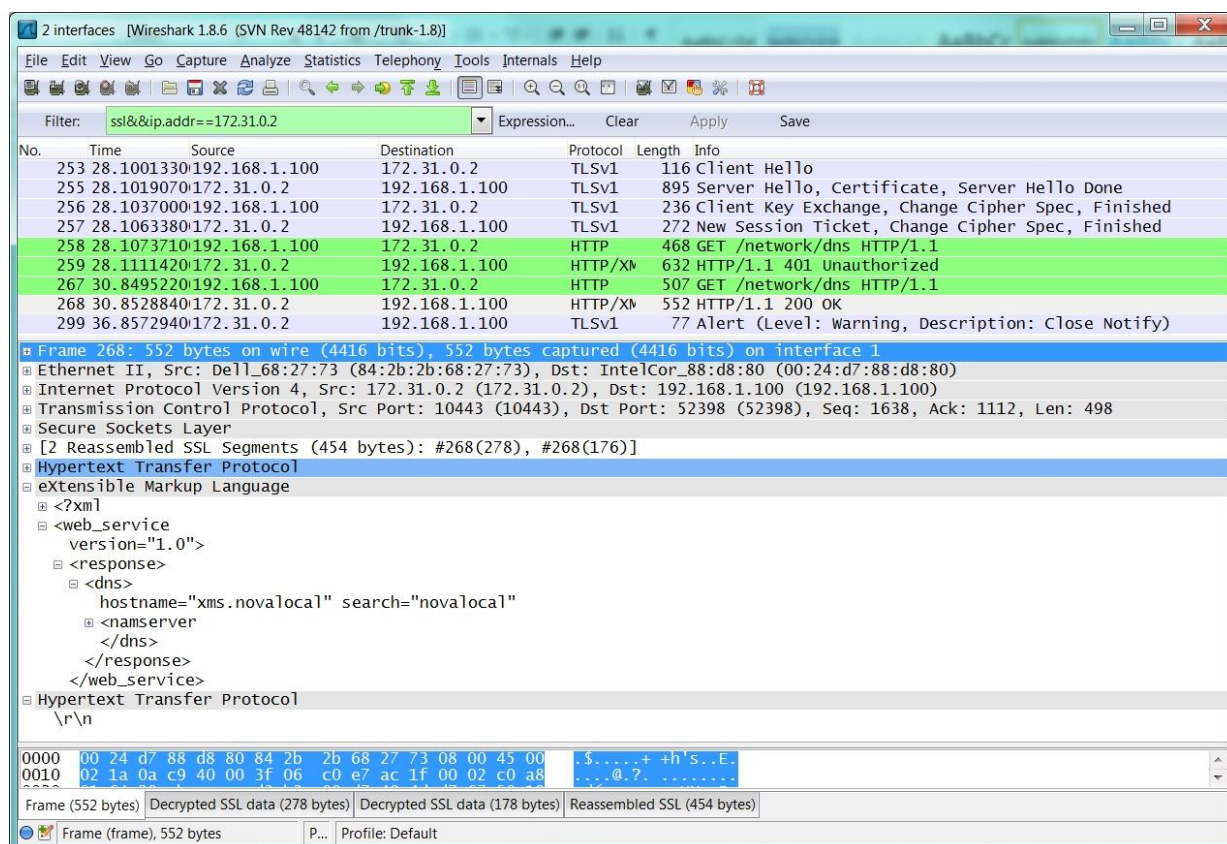 2 interfaces [Wireshark 1.8.6 (SVN Rev 48142 from /trunk-1.8)]
File Edit View Go Capture Analyze Statistics Telephony Tools Internals Help
Filter: ssl&&ip.addr==172.31.0.2 Expression... Clear Apply Save
No. Time Source Destination Protocol Length Info
253 28.1001330 192.168.1.100 172.31.0.2 TLSv1 116 Client Hello
255 28.1019070 172.31.0.2 192.168.1.100 TLSv1 895 Server Hello, Certificate, Server Hello Done
256 28.1037000 192.168.1.100 172.31.0.2 TLSv1 236 Client Key Exchange, Change Cipher Spec, Finished
257 28.1063380 172.31.0.2 192.168.1.100 TLSv1 272 New Session Ticket, Change Cipher Spec, Finished
258 28.1073710 192.168.1.100 172.31.0.2 HTTP 468 GET /network/dns HTTP/1.1
259 28.1111420 172.31.0.2 192.168.1.100 HTTP/XM 632 HTTP/1.1 401 Unauthorized
267 30.8495220 192.168.1.100 172.31.0.2 HTTP 507 GET /network/dns HTTP/1.1
268 30.8528840 172.31.0.2 192.168.1.100 HTTP/XM 552 HTTP/1.1 200 OK
299 36.8572940 172.31.0.2 192.168.1.100 TLSv1 77 Alert (Level: Warning, Description: Close Notify)
Frame 268: 552 bytes on wire (4416 bits), 552 bytes captured (4416 bits) on interface 1
Ethernet II, Src: Dell_68:27:73 (84:2b:2b:68:27:73), Dst: IntelCor_88:d8:80 (00:24:d7:88:d8:80)
Internet Protocol Version 4, Src: 172.31.0.2 (172.31.0.2), Dst: 192.168.1.100 (192.168.1.100)
Transmission Control Protocol, Src Port: 10443 (10443), Dst Port: 52398 (52398), Seq: 1638, Ack: 1112, Len: 498
Secure Sockets Layer
[2 Reassembled SSL Segments (454 bytes): #268(278), #268(176)]
Hypertext Transfer Protocol
eXtensible Markup Language
<?xml
<web_service
version="1.0">
<response>
<dns>
hostname="xms.novalocal" search="novalocal"
<namserver
</dns>
</response>
</web_service>
Hypertext Transfer Protocol
\r\n
0000 00 24 d7 88 d8 80 84 2b 2b 68 27 73 08 00 45 00 .$.....+ +h's..E.
0010 02 1a 0a c9 40 00 3f 06 c0 e7 ac 1f 00 02 c0 a8 ....@.?. ........
Frame (552 bytes) Decrypted SSL data (278 bytes) Decrypted SSL data (178 bytes) Reassembled SSL (454 bytes)
Frame (frame), 552 bytes P... Profile: Default